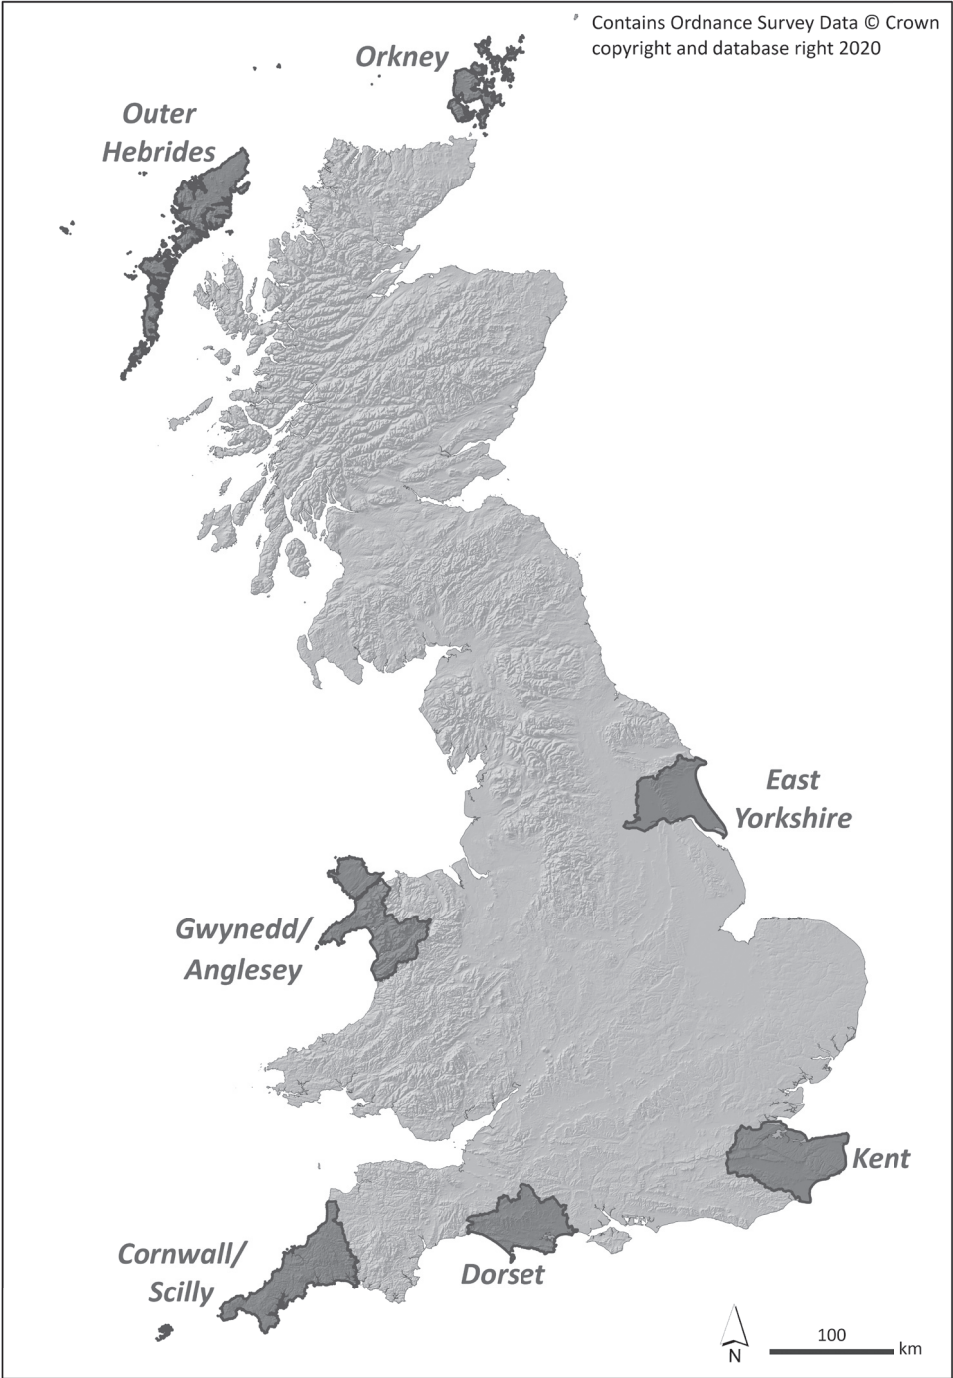 Contains Ordnance Survey Data © Crown
copyright and database right 2020
Orkney
Outer
Hebrides
East
Yorkshire
Gwynedd/
Anglesey
Kent
Cornwall/
Scilly
Dorset
N
100
km